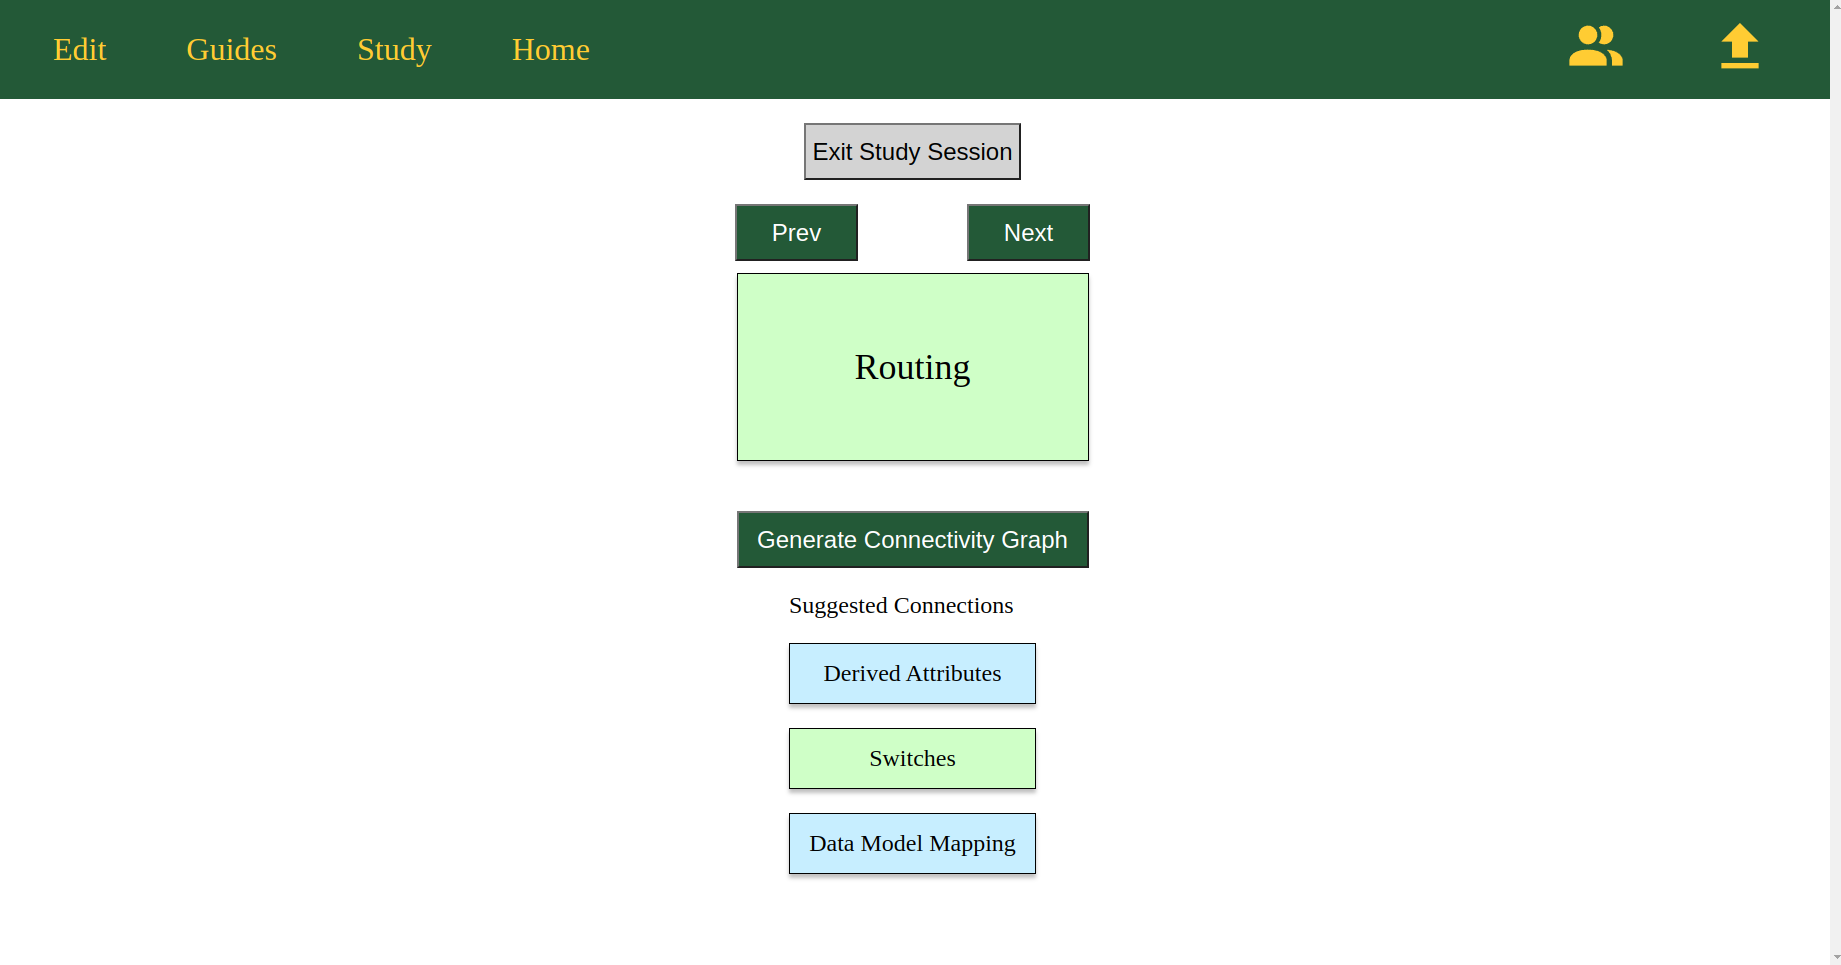 Edit Guides Study Home
Exit Study Session
Prev Next
Routing
Generate Connectivity Graph
Suggested Connections
Derived Attributes
Switches
Data Model Mapping